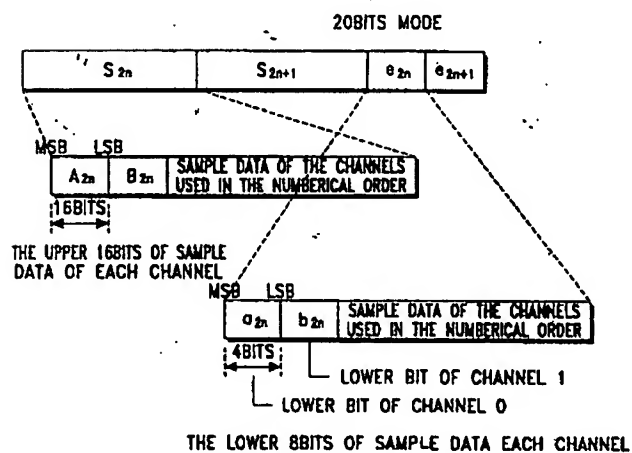 20BITS MODE
S2n S2n+1 e2n e2n+1
MSB LSB
A2n B2n SAMPLE DATA OF THE CHANNELS
USED IN THE NUMBERICAL ORDER
16BITS
THE UPPER 16BITS OF SAMPLE
DATA OF EACH CHANNEL
MSB LSB
a2n b2n SAMPLE DATA OF THE CHANNELS
USED IN THE NUMBERICAL ORDER
4BITS
LOWER BIT OF CHANNEL 1
LOWER BIT OF CHANNEL 0
THE LOWER 8BITS OF SAMPLE DATA EACH CHANNEL